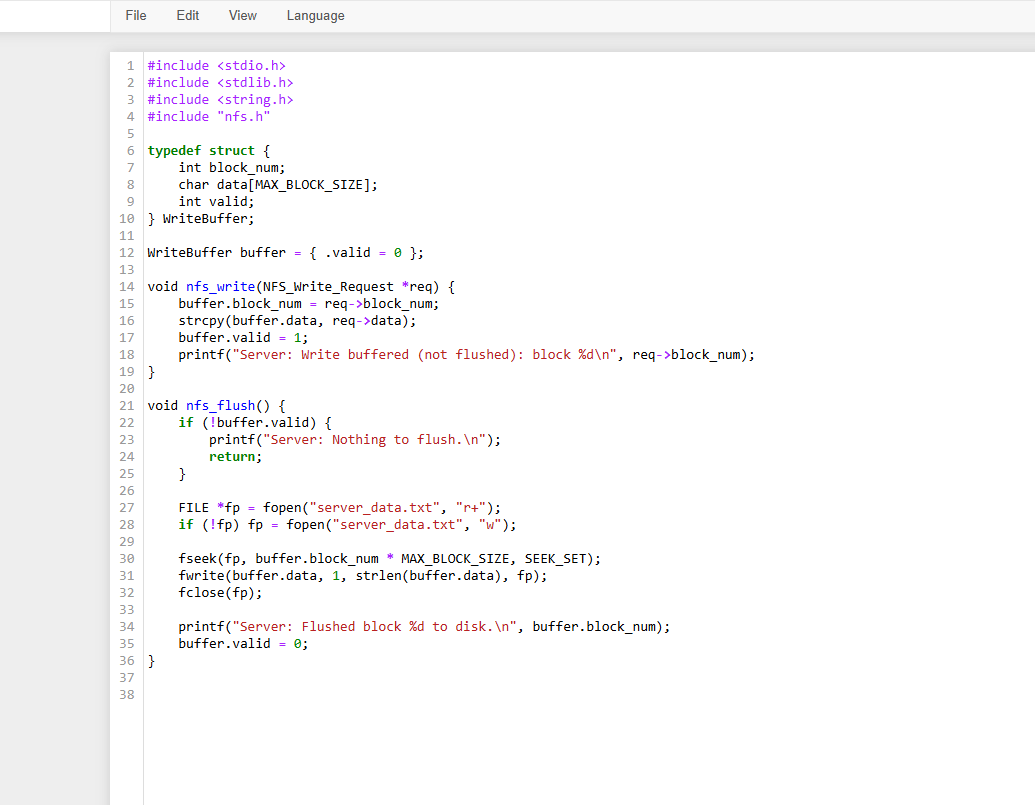 File Edit View Language
1 #include <stdio.h>
2 #include <stdlib.h>
3 #include <string.h>
4 #include "nfs.h"
5
6 typedef struct {
7     int block_num;
8     char data[MAX_BLOCK_SIZE];
9     int valid;
10 } WriteBuffer;
11
12 WriteBuffer buffer = { .valid = 0 };
13
14 void nfs_write(NFS_Write_Request *req) {
15     buffer.block_num = req->block_num;
16     strcpy(buffer.data, req->data);
17     buffer.valid = 1;
18     printf("Server: Write buffered (not flushed): block %d\n", req->block_num);
19 }
20
21 void nfs_flush() {
22     if (!buffer.valid) {
23         printf("Server: Nothing to flush.\n");
24         return;
25     }
26
27     FILE *fp = fopen("server_data.txt", "r+");
28     if (!fp) fp = fopen("server_data.txt", "w");
29
30     fseek(fp, buffer.block_num * MAX_BLOCK_SIZE, SEEK_SET);
31     fwrite(buffer.data, 1, strlen(buffer.data), fp);
32     fclose(fp);
33
34     printf("Server: Flushed block %d to disk.\n", buffer.block_num);
35     buffer.valid = 0;
36 }
37
38